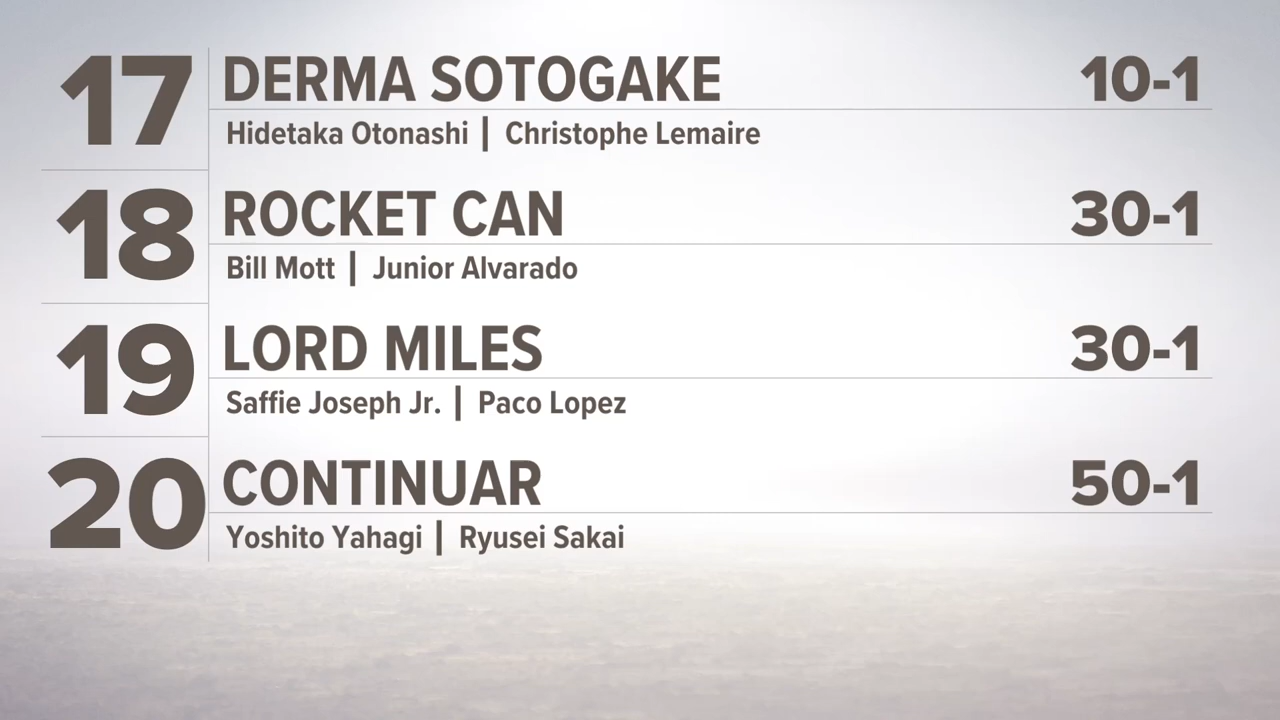 17 DERMA SOTOGAKE 10-1
Hidetaka Otonashi | Christophe Lemaire
18 ROCKET CAN 30-1
Bill Mott | Junior Alvarado
19 LORD MILES 30-1
Saffie Joseph Jr. | Paco Lopez
20 CONTINUAR 50-1
Yoshito Yahagi | Ryusei Sakai